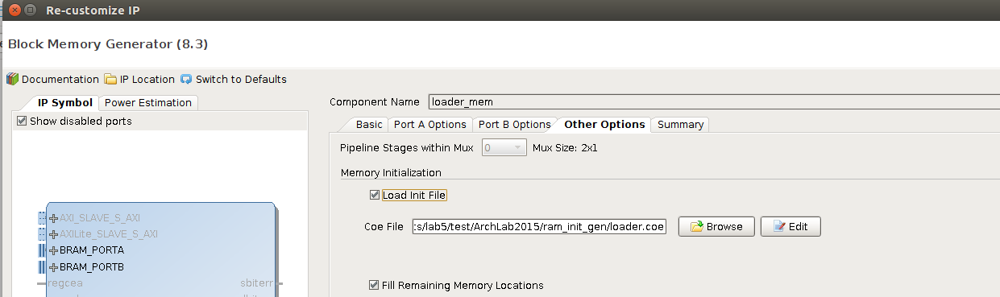 Re-customize IP
Block Memory Generator (8.3)
Documentation IP Location Switch to Defaults
IP Symbol Power Estimation
Show disabled ports
AXI_SLAVE_S_AXI
AXILite_SLAVE_S_AXI
BRAM_PORTA
BRAM_PORTB
regcea sbiterr
Component Name loader_mem
Basic Port A Options Port B Options Other Options Summary
Pipeline Stages within Mux 0 Mux Size: 2x1
Memory Initialization
Load Init File
Coe File :s/lab5/test/ArchLab2015/ram_init_gen/loader.coe Browse Edit
Fill Remaining Memory Locations